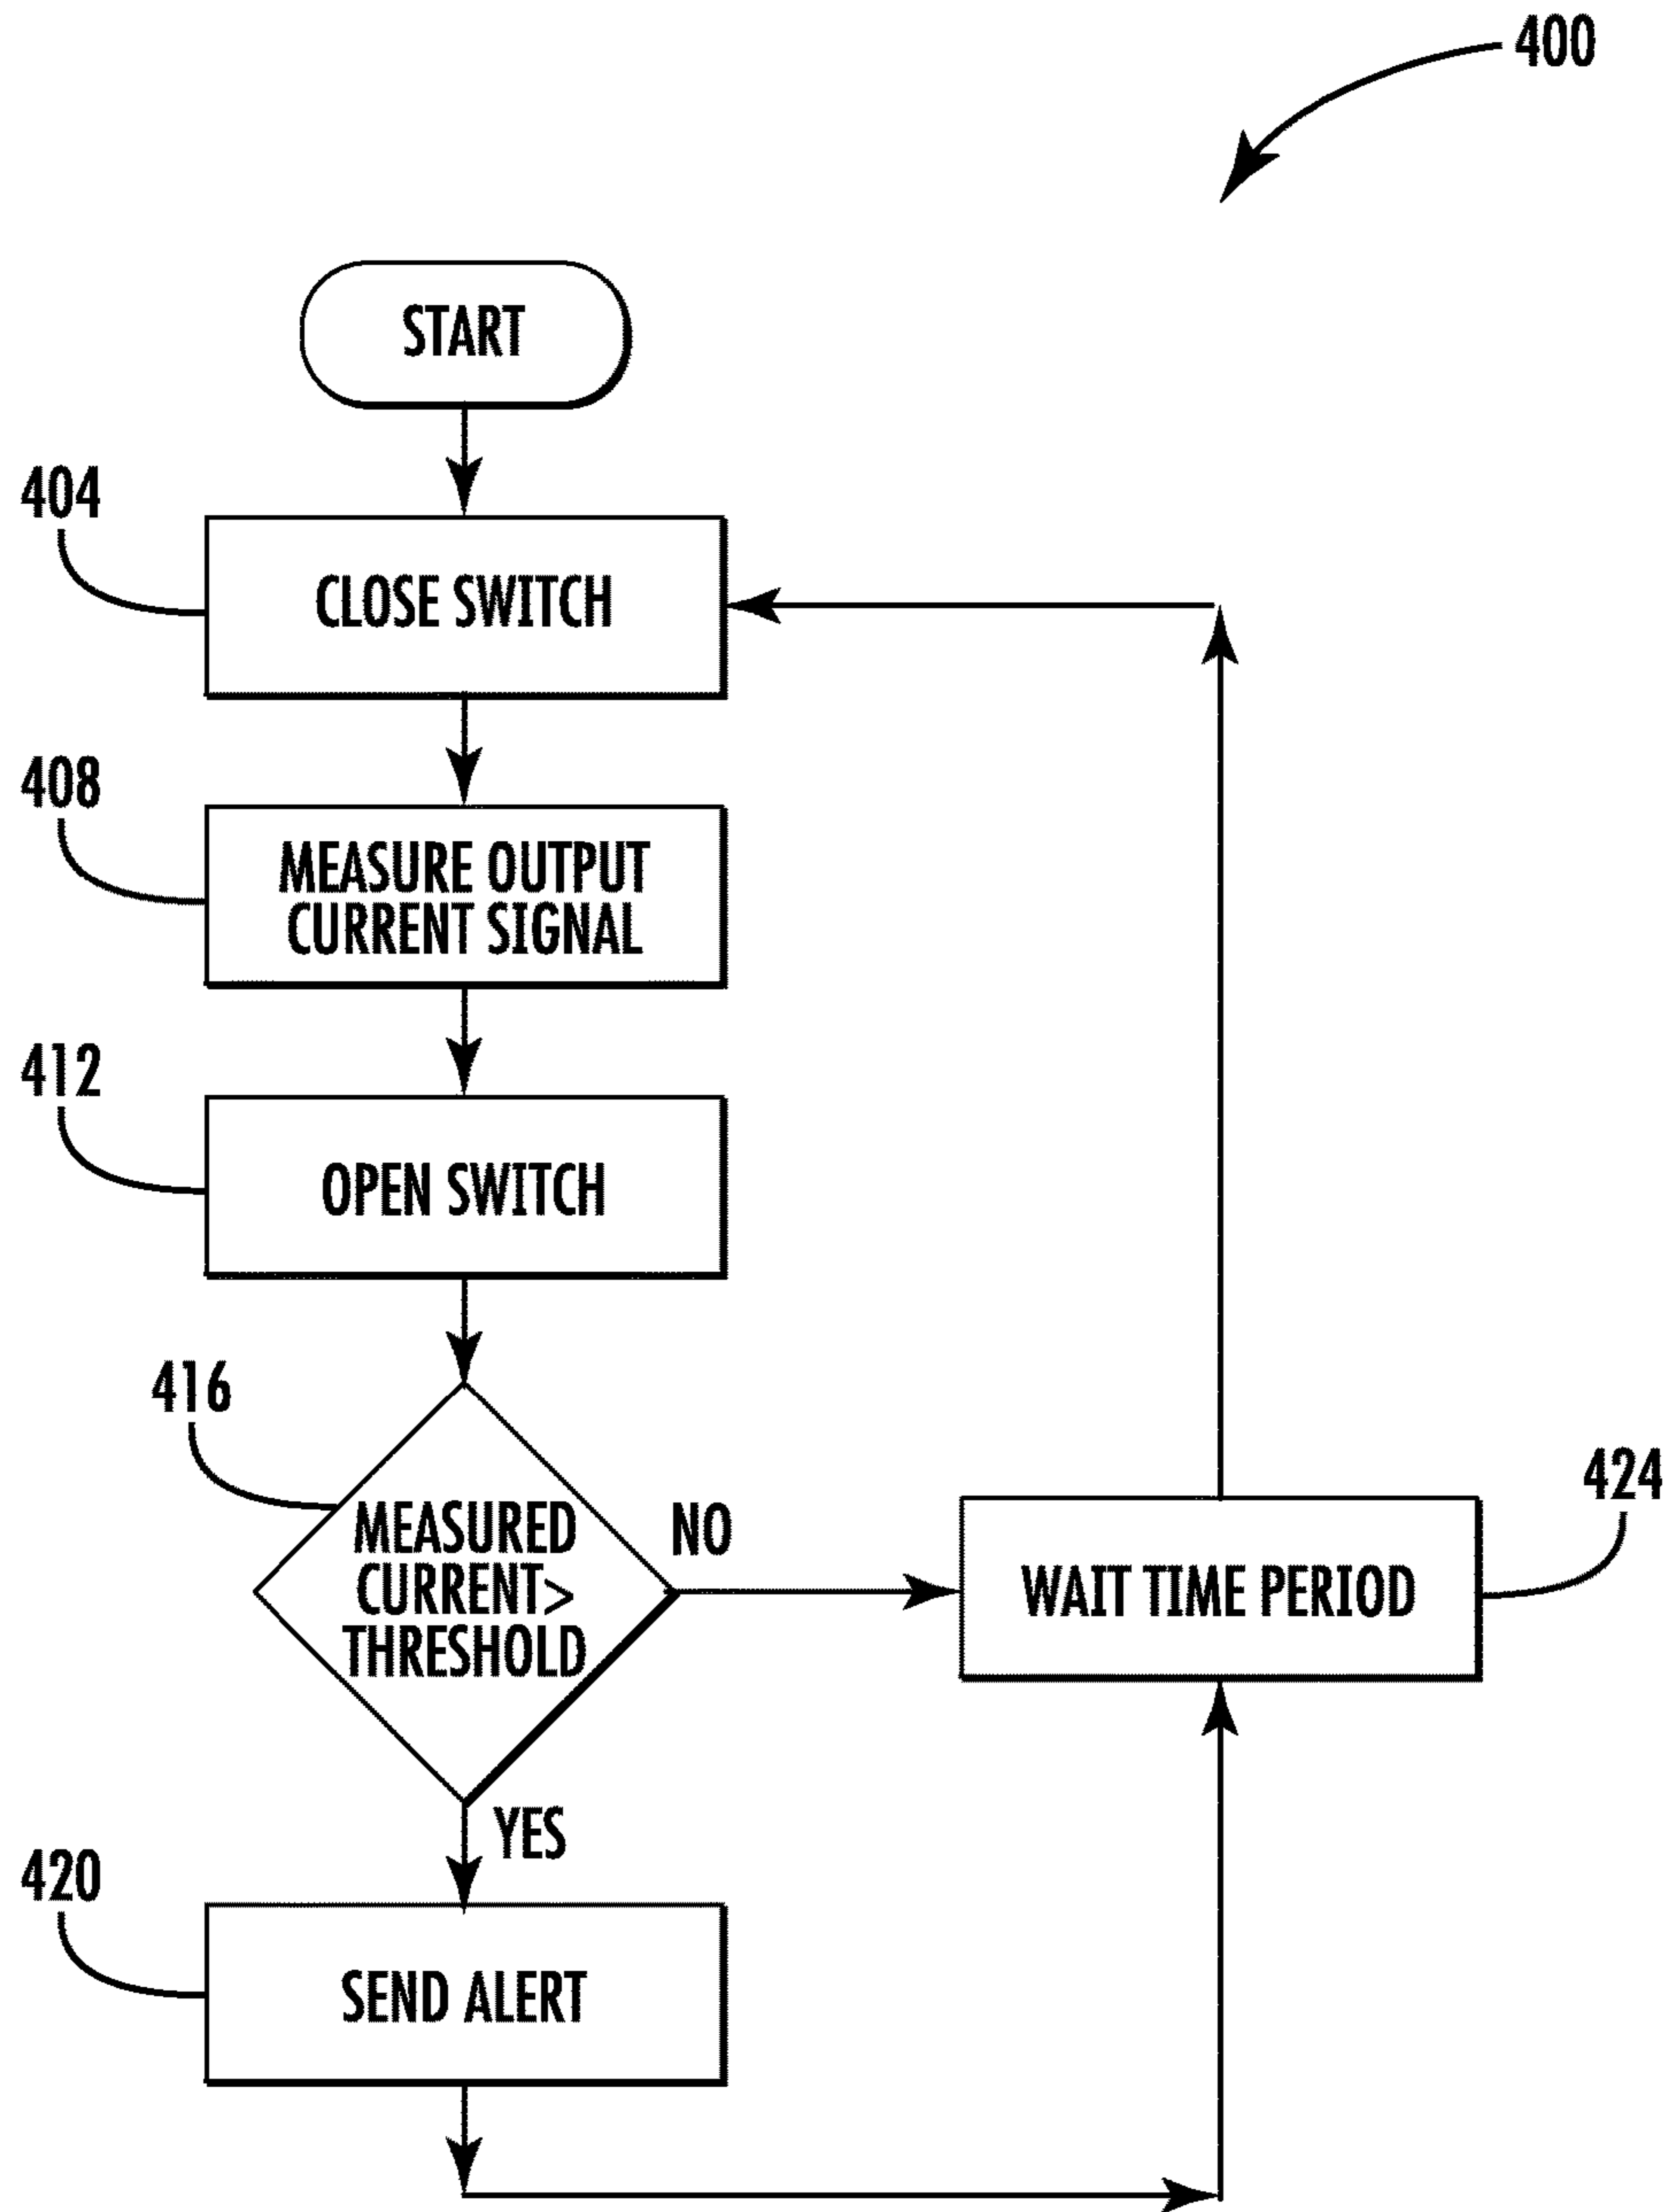 400
START
404
CLOSE SWITCH
408
MEASURE OUTPUT
CURRENT SIGNAL
412
OPEN SWITCH
416
MEASURED
CURRENT>
THRESHOLD
NO
424
WAIT TIME PERIOD
YES
420
SEND ALERT